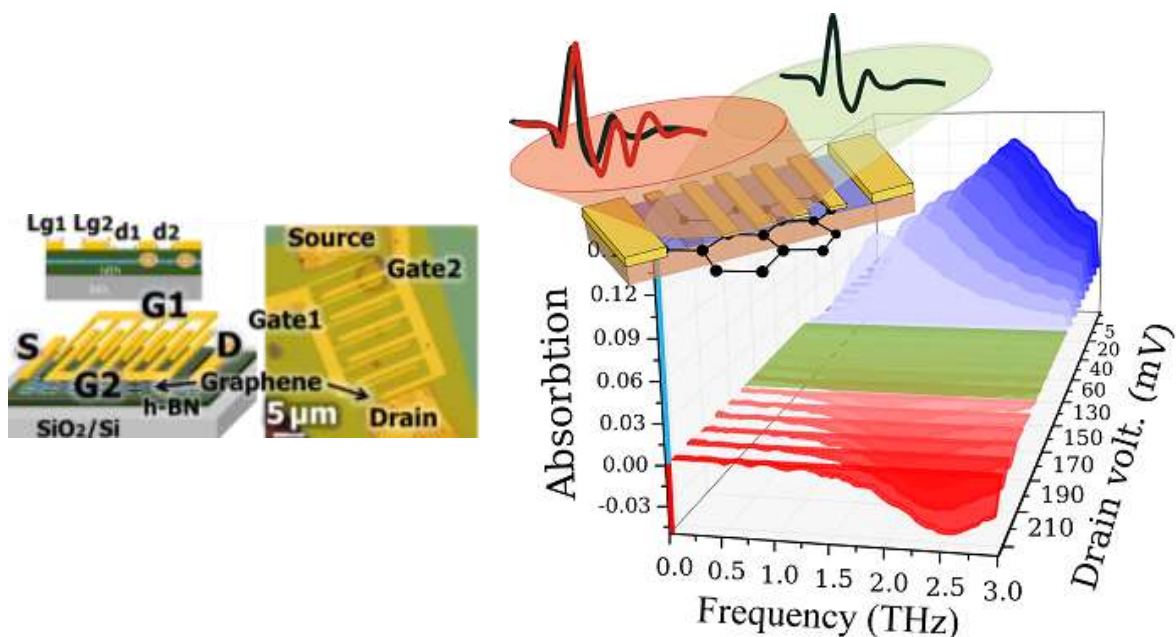 Lg1 Lg2 d1 d2
G1
S
D
G2
Graphene
h-BN
SiO2/Si
Source
Gate2
Gate1
Drain
5 μm
Absorbtion
0.12
0.09
0.06
0.03
0.00
-0.03
0.0 0.5 1.0 1.5 2.0 2.5 3.0
Frequency (THz)
5
20
40
60
130
150
170
190
210
Drain volt. (mV)